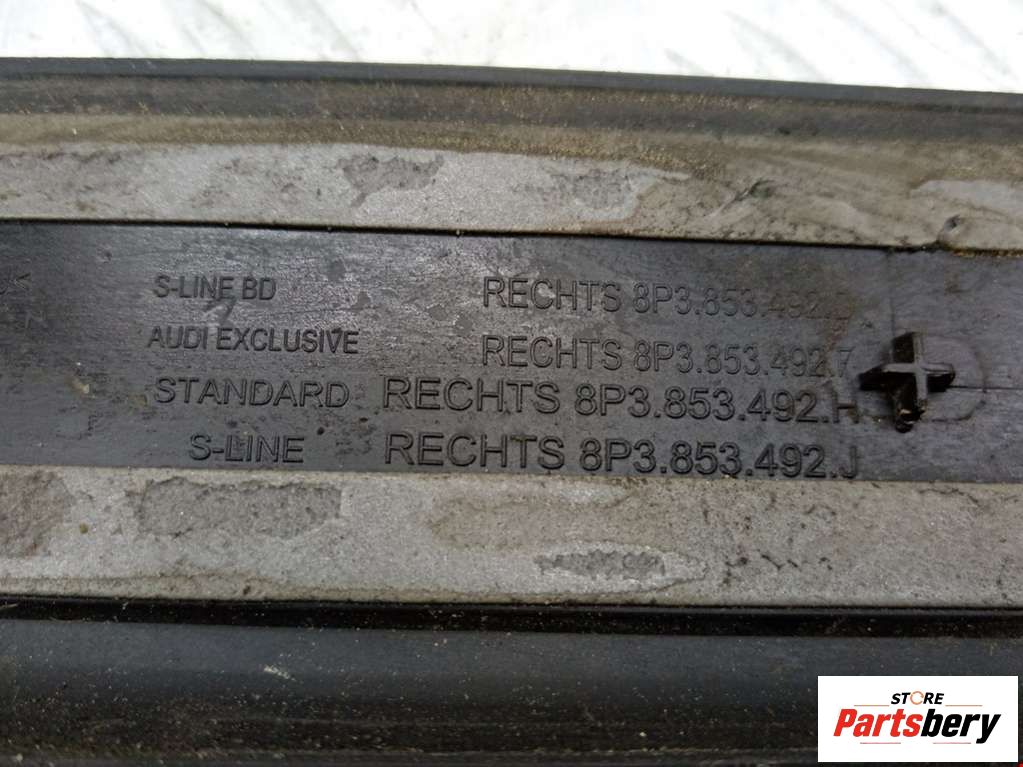 S-LINE BD RECHTS 8P3.853.492.
AUDI EXCLUSIVE RECHTS 8P3.853.492.
STANDARD RECHTS 8P3.853.492.H
S-LINE RECHTS 8P3.853.492.J
STORE
Partsbery